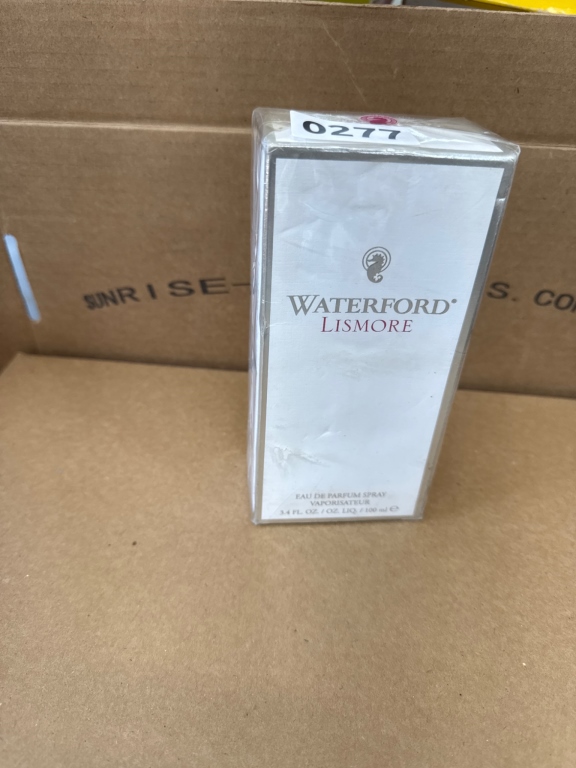 0277
WATERFORD®
LISMORE
EAU DE PARFUM SPRAY
VAPORISATEUR
3.4 FL. OZ. / OZ. LIQ. / 100 ml ℮
SUNRISE-
S. CO